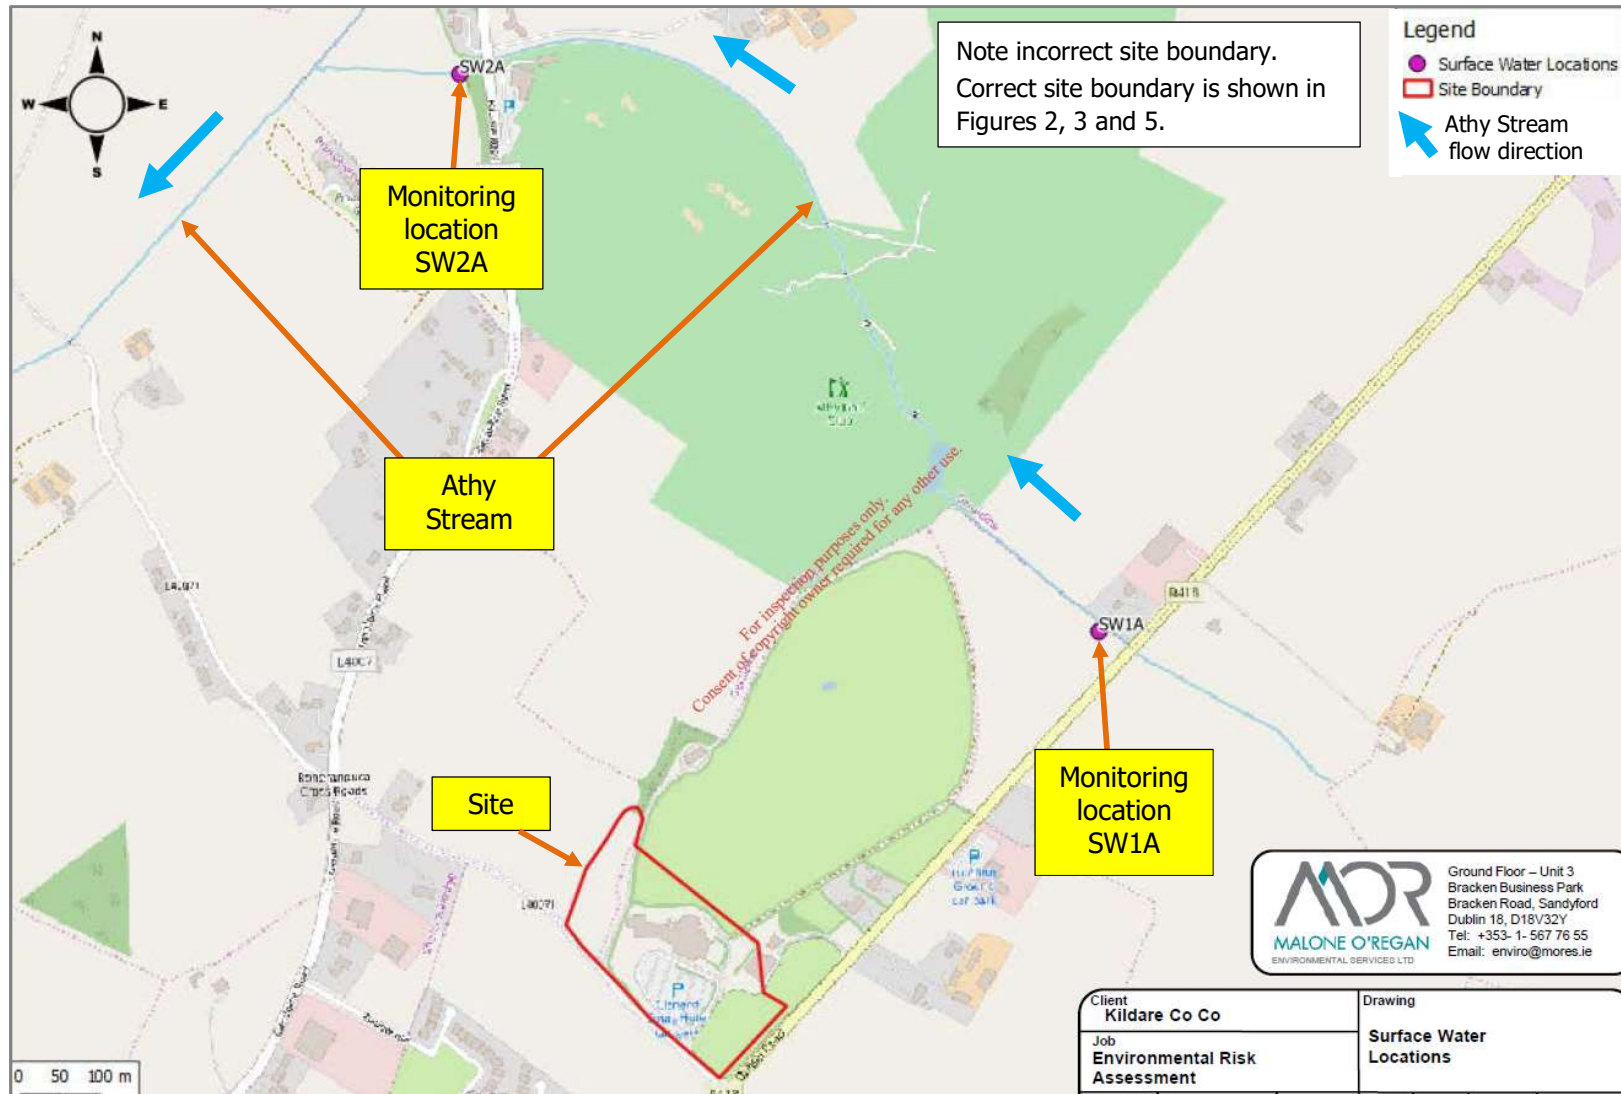 N
W
E
S
SW2A
P
Note incorrect site boundary.
Correct site boundary is shown in
Figures 2, 3 and 5.
Legend
Surface Water Locations
Site Boundary
Athy Stream
flow direction
Monitoring
location
SW2A
Athy
Stream
For inspection purposes only.
Consent of copyright owner required for any other use.
R418
SW1A
L4007
Cross Roads
Site
Monitoring
location
SW1A
P
P
MOR
MALONE O'REGAN
ENVIRONMENTAL SERVICES LTD
Ground Floor – Unit 3
Bracken Business Park
Bracken Road, Sandyford
Dublin 18, D18V32Y
Tel: +353- 1- 567 76 55
Email: enviro@mores.ie
Client
Kildare Co Co
Job
Environmental Risk
Assessment
Drawing
Surface Water
Locations
0 50 100 m